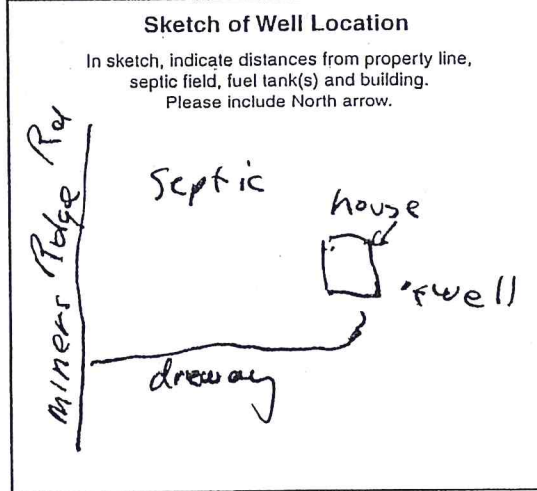 Sketch of Well Location
In sketch, indicate distances from property line,
septic field, fuel tank(s) and building.
Please include North arrow.
Miners Ridge Rd
Septic
house
well
driveway